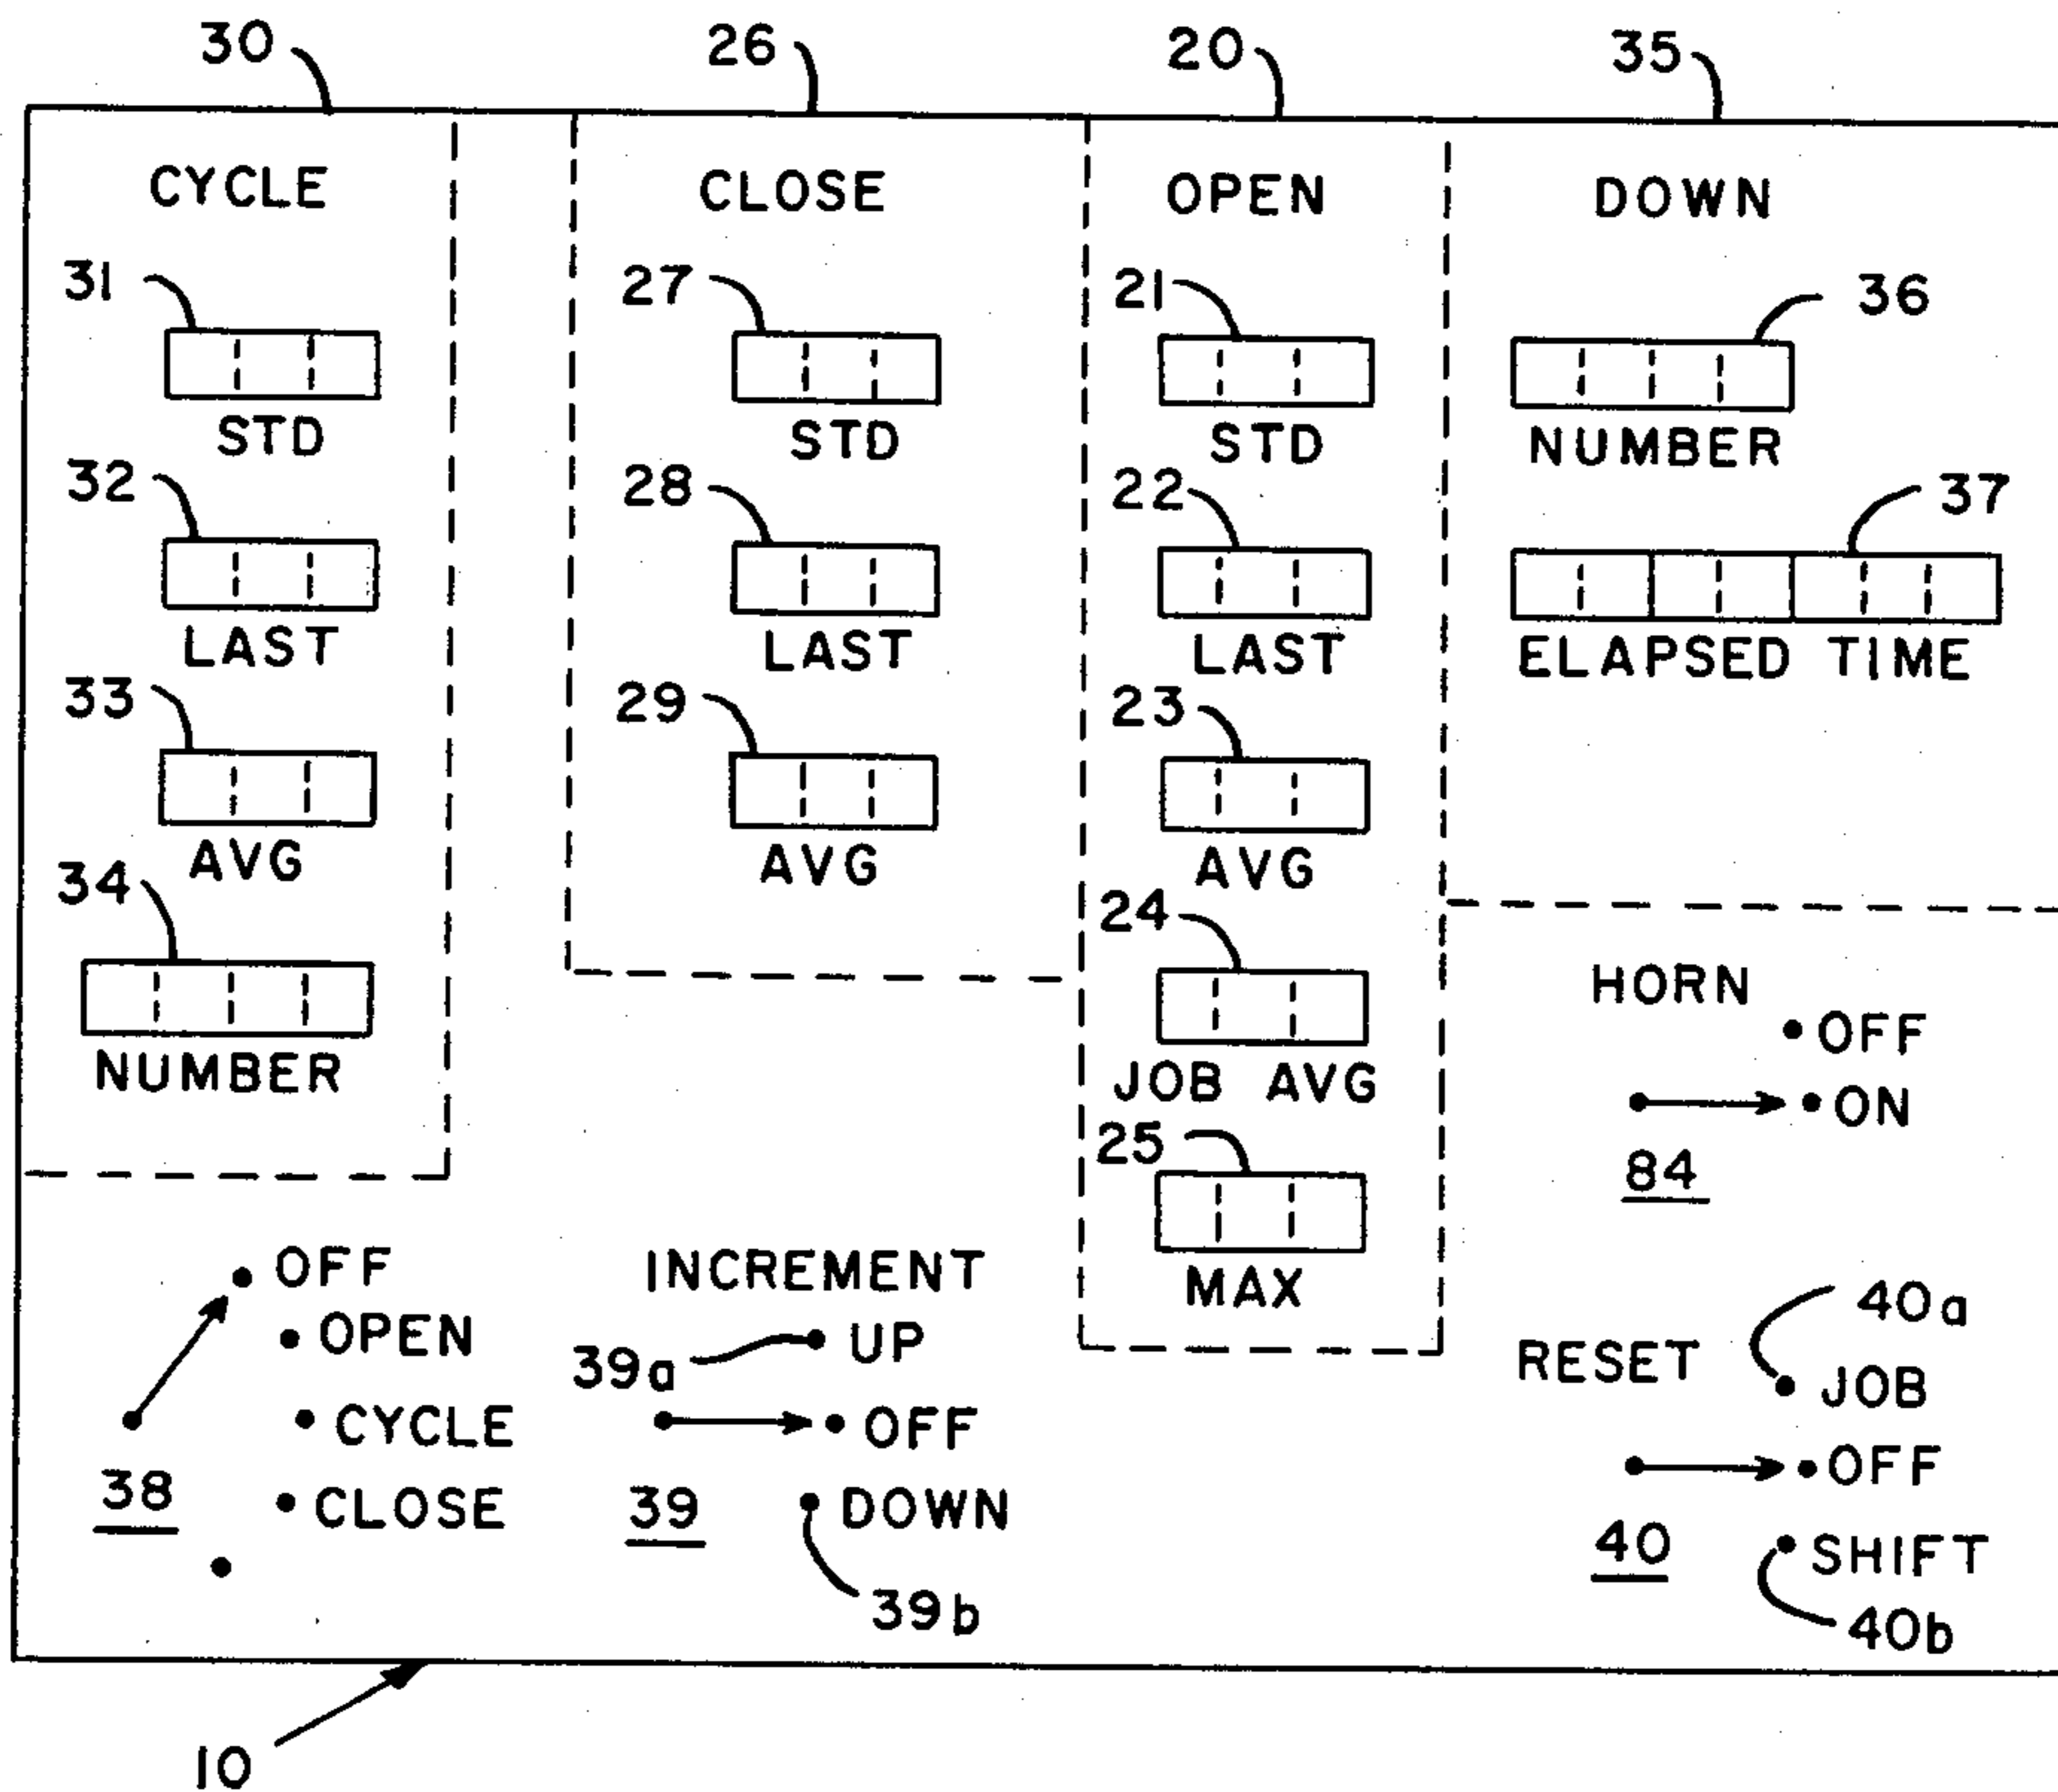 30 26 20 35
CYCLE CLOSE OPEN DOWN
31 27 21 36
STD STD STD NUMBER
32 28 22 37
LAST LAST LAST ELAPSED TIME
33 29 23
AVG AVG AVG
34 24
NUMBER JOB AVG
25
MAX
HORN
OFF
ON
84
OFF
OPEN
CYCLE
CLOSE
38
INCREMENT
39a UP
OFF
39 DOWN
39b
40a
RESET JOB
OFF
40 SHIFT
40b
10